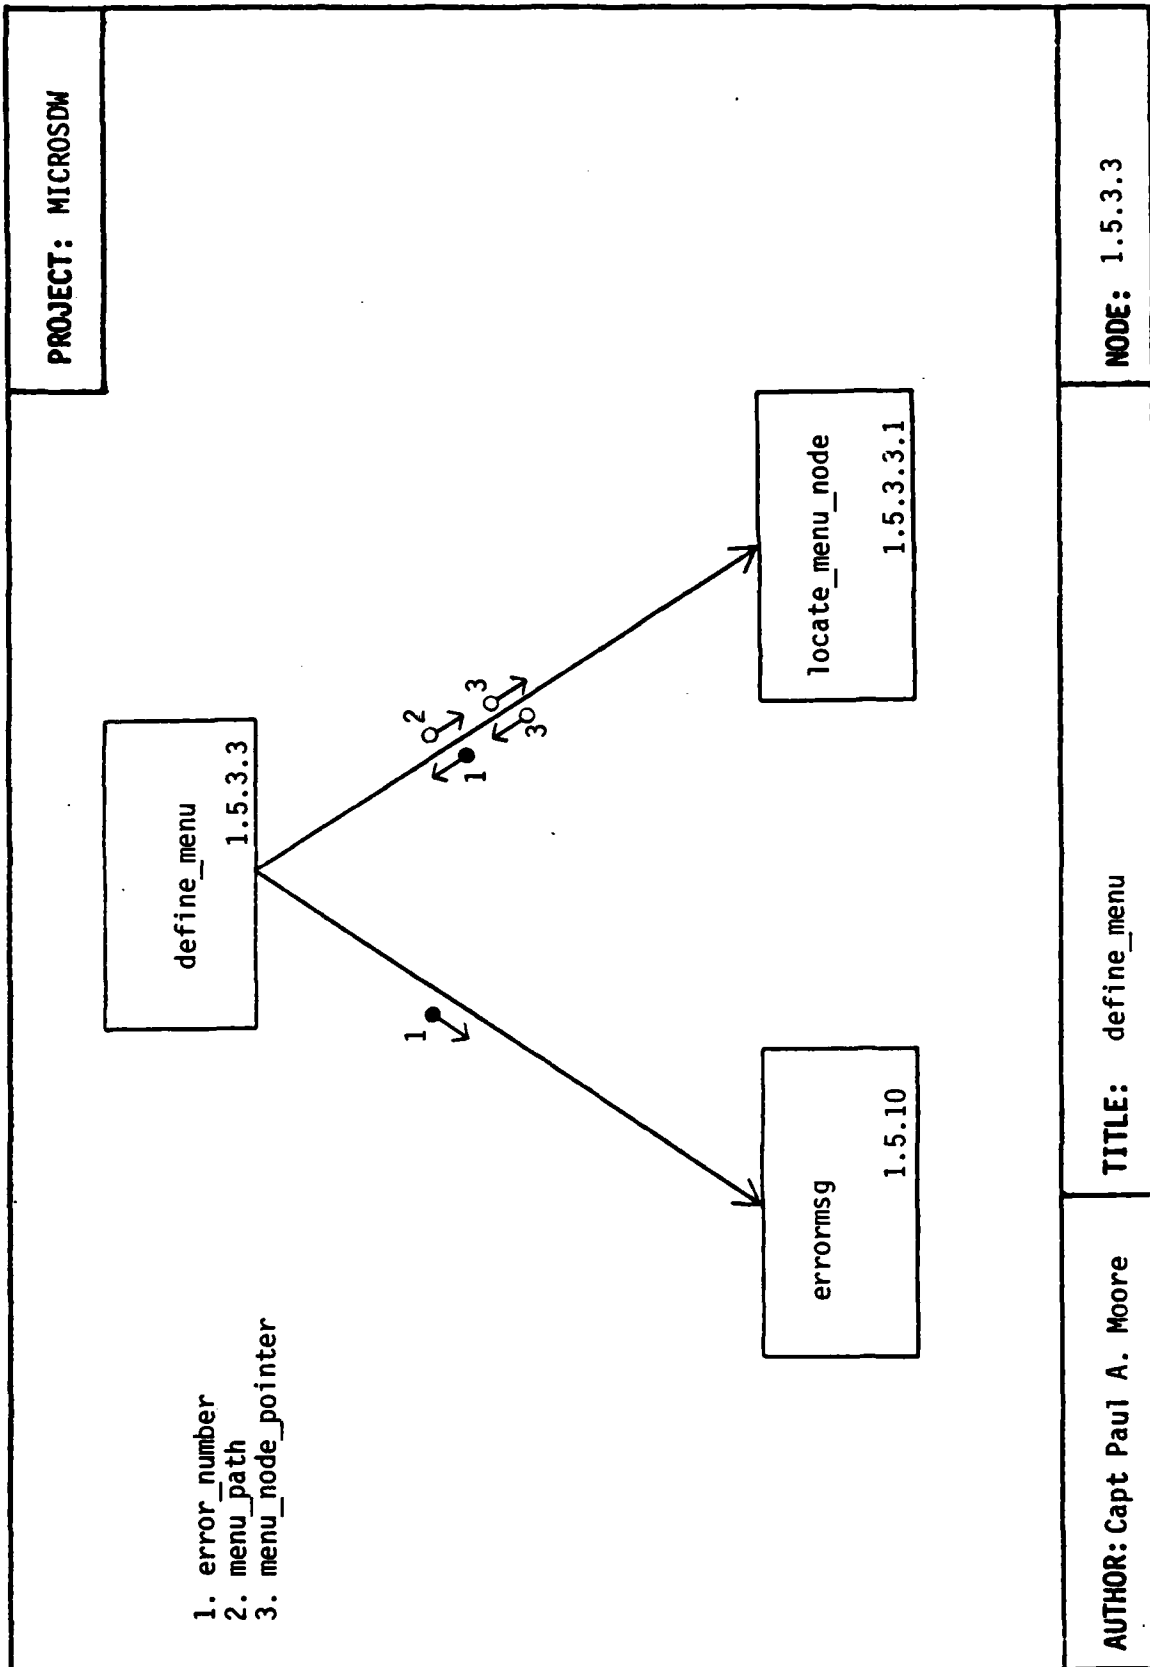 PROJECT: MICROSDW
1. error_number
2. menu_path
3. menu_node_pointer
define_menu
1.5.3.3
1
1
2
3
3
errormsg
1.5.10
locate_menu_node
1.5.3.3.1
AUTHOR: Capt Paul A. Moore
TITLE: define_menu
NODE: 1.5.3.3